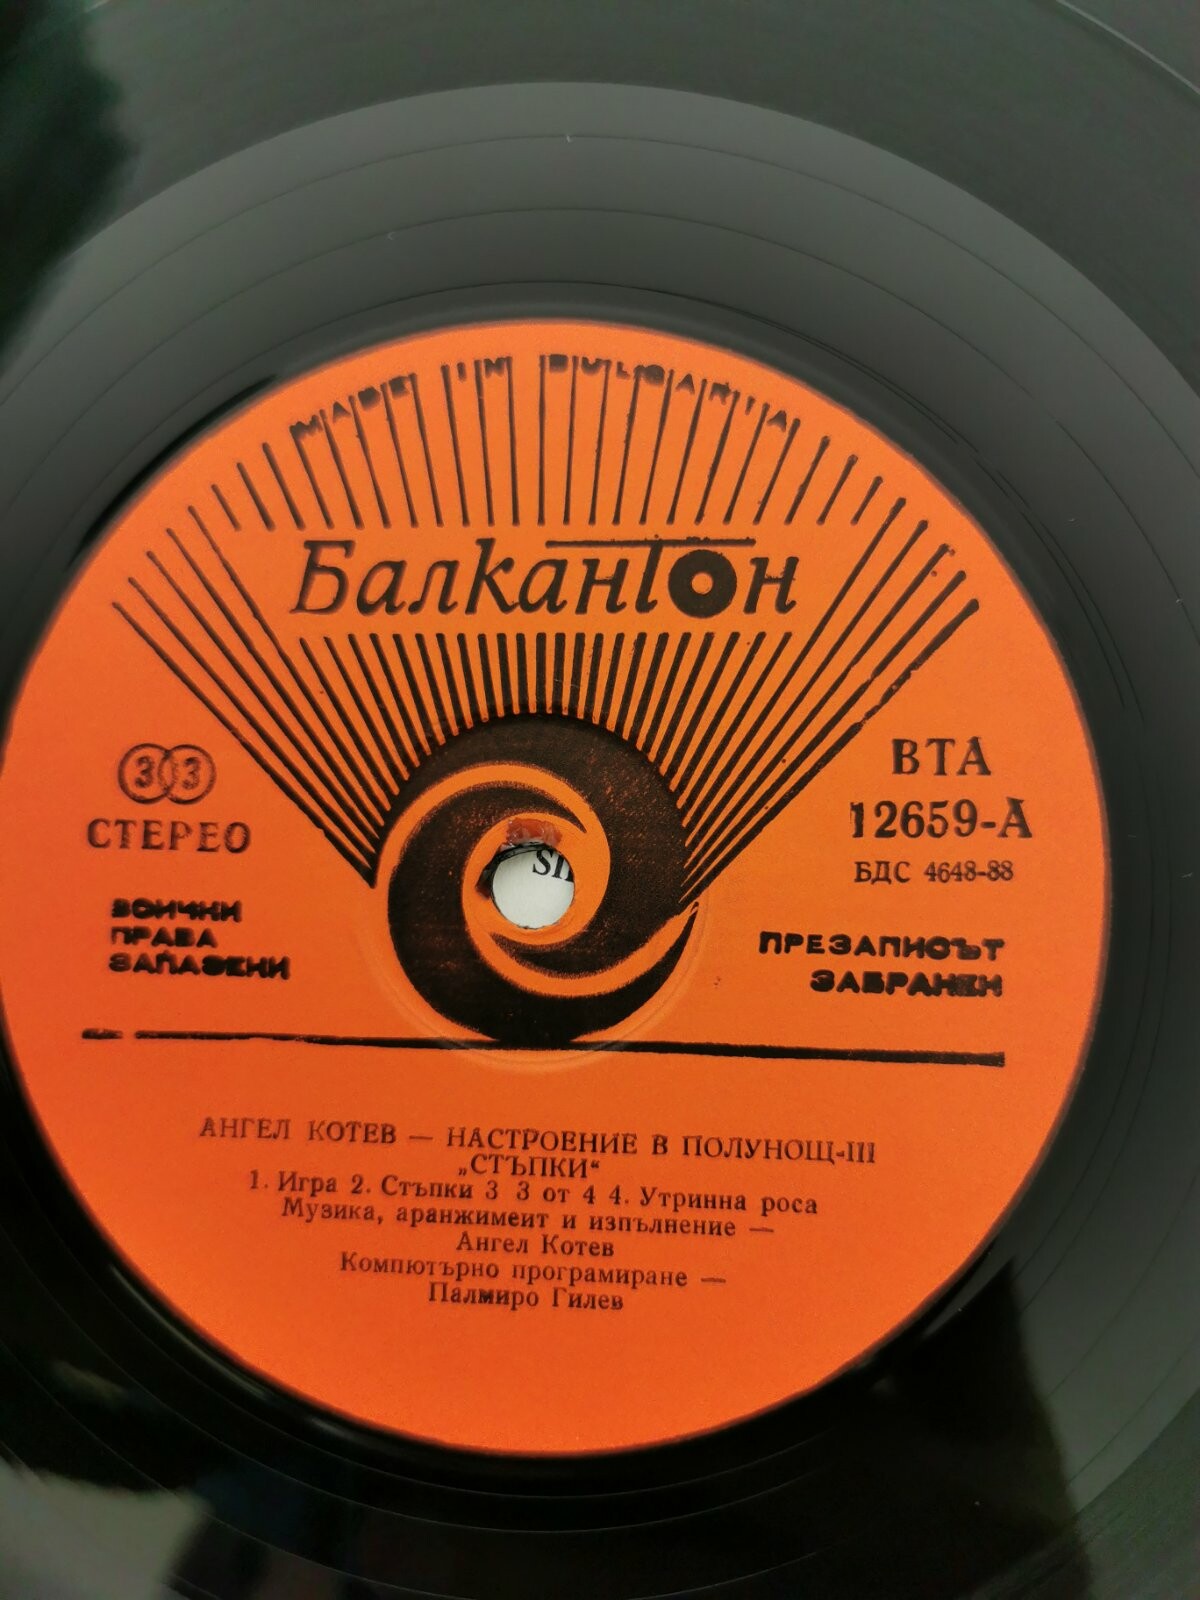 MADE IN BULGARIA
Балкантон
33
СТЕРЕО
ВТА
12659-А
БДС 4648-88
ВСИЧКИ
ПРАВА
ЗАПАЗЕНИ
ПРЕЗАПИСЪТ
ЗАБРАНЕН
SII
АНГЕЛ КОТЕВ — НАСТРОЕНИЕ В ПОЛУНОЩ-III
„СТЪПКИ“
1. Игра 2. Стъпки 3 3 от 4 4. Утринна роса
Музика, аранжимент и изпълнение —
Ангел Котев
Компютърно програмиране —
Палмиро Гилев